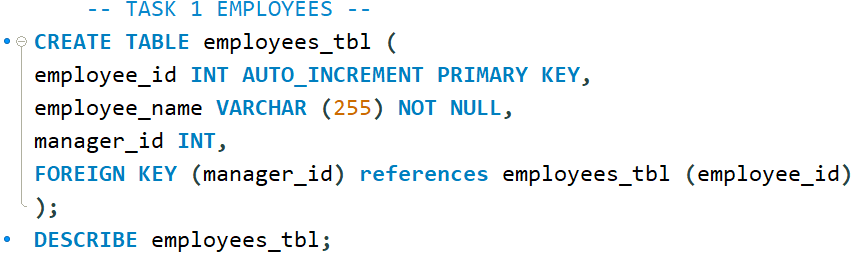 -- TASK 1 EMPLOYEES --
CREATE TABLE employees_tbl (
employee_id INT AUTO_INCREMENT PRIMARY KEY,
employee_name VARCHAR (255) NOT NULL,
manager_id INT,
FOREIGN KEY (manager_id) references employees_tbl (employee_id)
);
DESCRIBE employees_tbl;